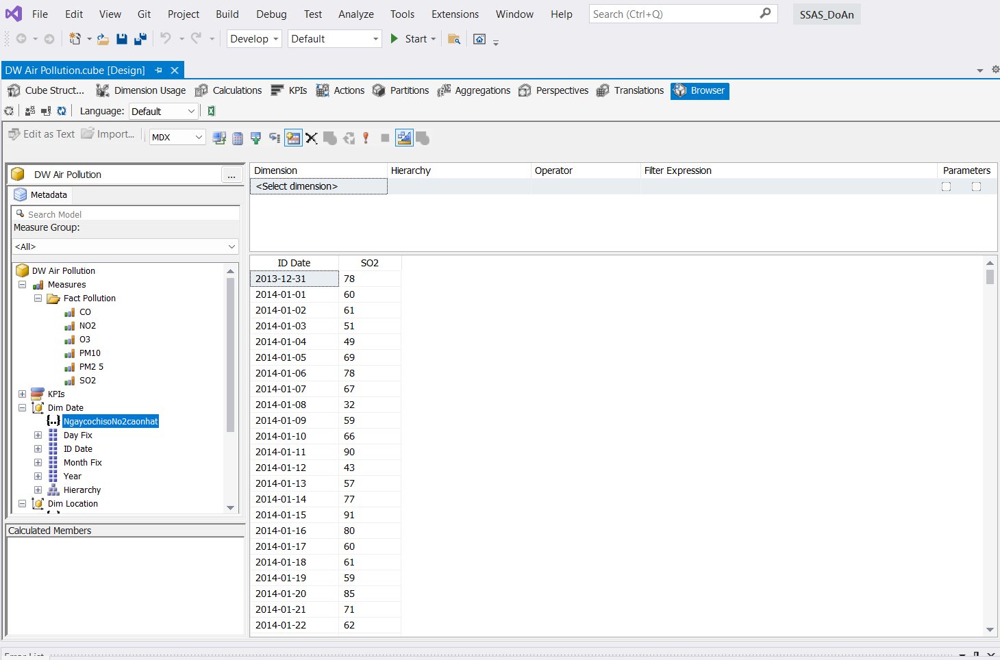 File Edit View Git Project Build Debug Test Analyze Tools Extensions Window Help Search (Ctrl+Q) SSAS_DoAn
Develop Default Start
DW Air Pollution.cube [Design]
Cube Struct... Dimension Usage Calculations KPIs Actions Partitions Aggregations Perspectives Translations Browser
Language: Default
Edit as Text Import... MDX
DW Air Pollution ...
Metadata
Search Model
Measure Group:
<All>
DW Air Pollution
Measures
Fact Pollution
CO
NO2
O3
PM10
PM2 5
SO2
KPIs
Dim Date
NgaycochisoNo2caonhat
Day Fix
ID Date
Month Fix
Year
Hierarchy
Dim Location
Calculated Members
Dimension Hierarchy Operator Filter Expression Parameters
<Select dimension>
ID Date SO2
2013-12-31 78
2014-01-01 60
2014-01-02 61
2014-01-03 51
2014-01-04 49
2014-01-05 69
2014-01-06 78
2014-01-07 67
2014-01-08 32
2014-01-09 59
2014-01-10 66
2014-01-11 90
2014-01-12 43
2014-01-13 57
2014-01-14 77
2014-01-15 91
2014-01-16 80
2014-01-17 60
2014-01-18 61
2014-01-19 59
2014-01-20 85
2014-01-21 71
2014-01-22 62
Error List